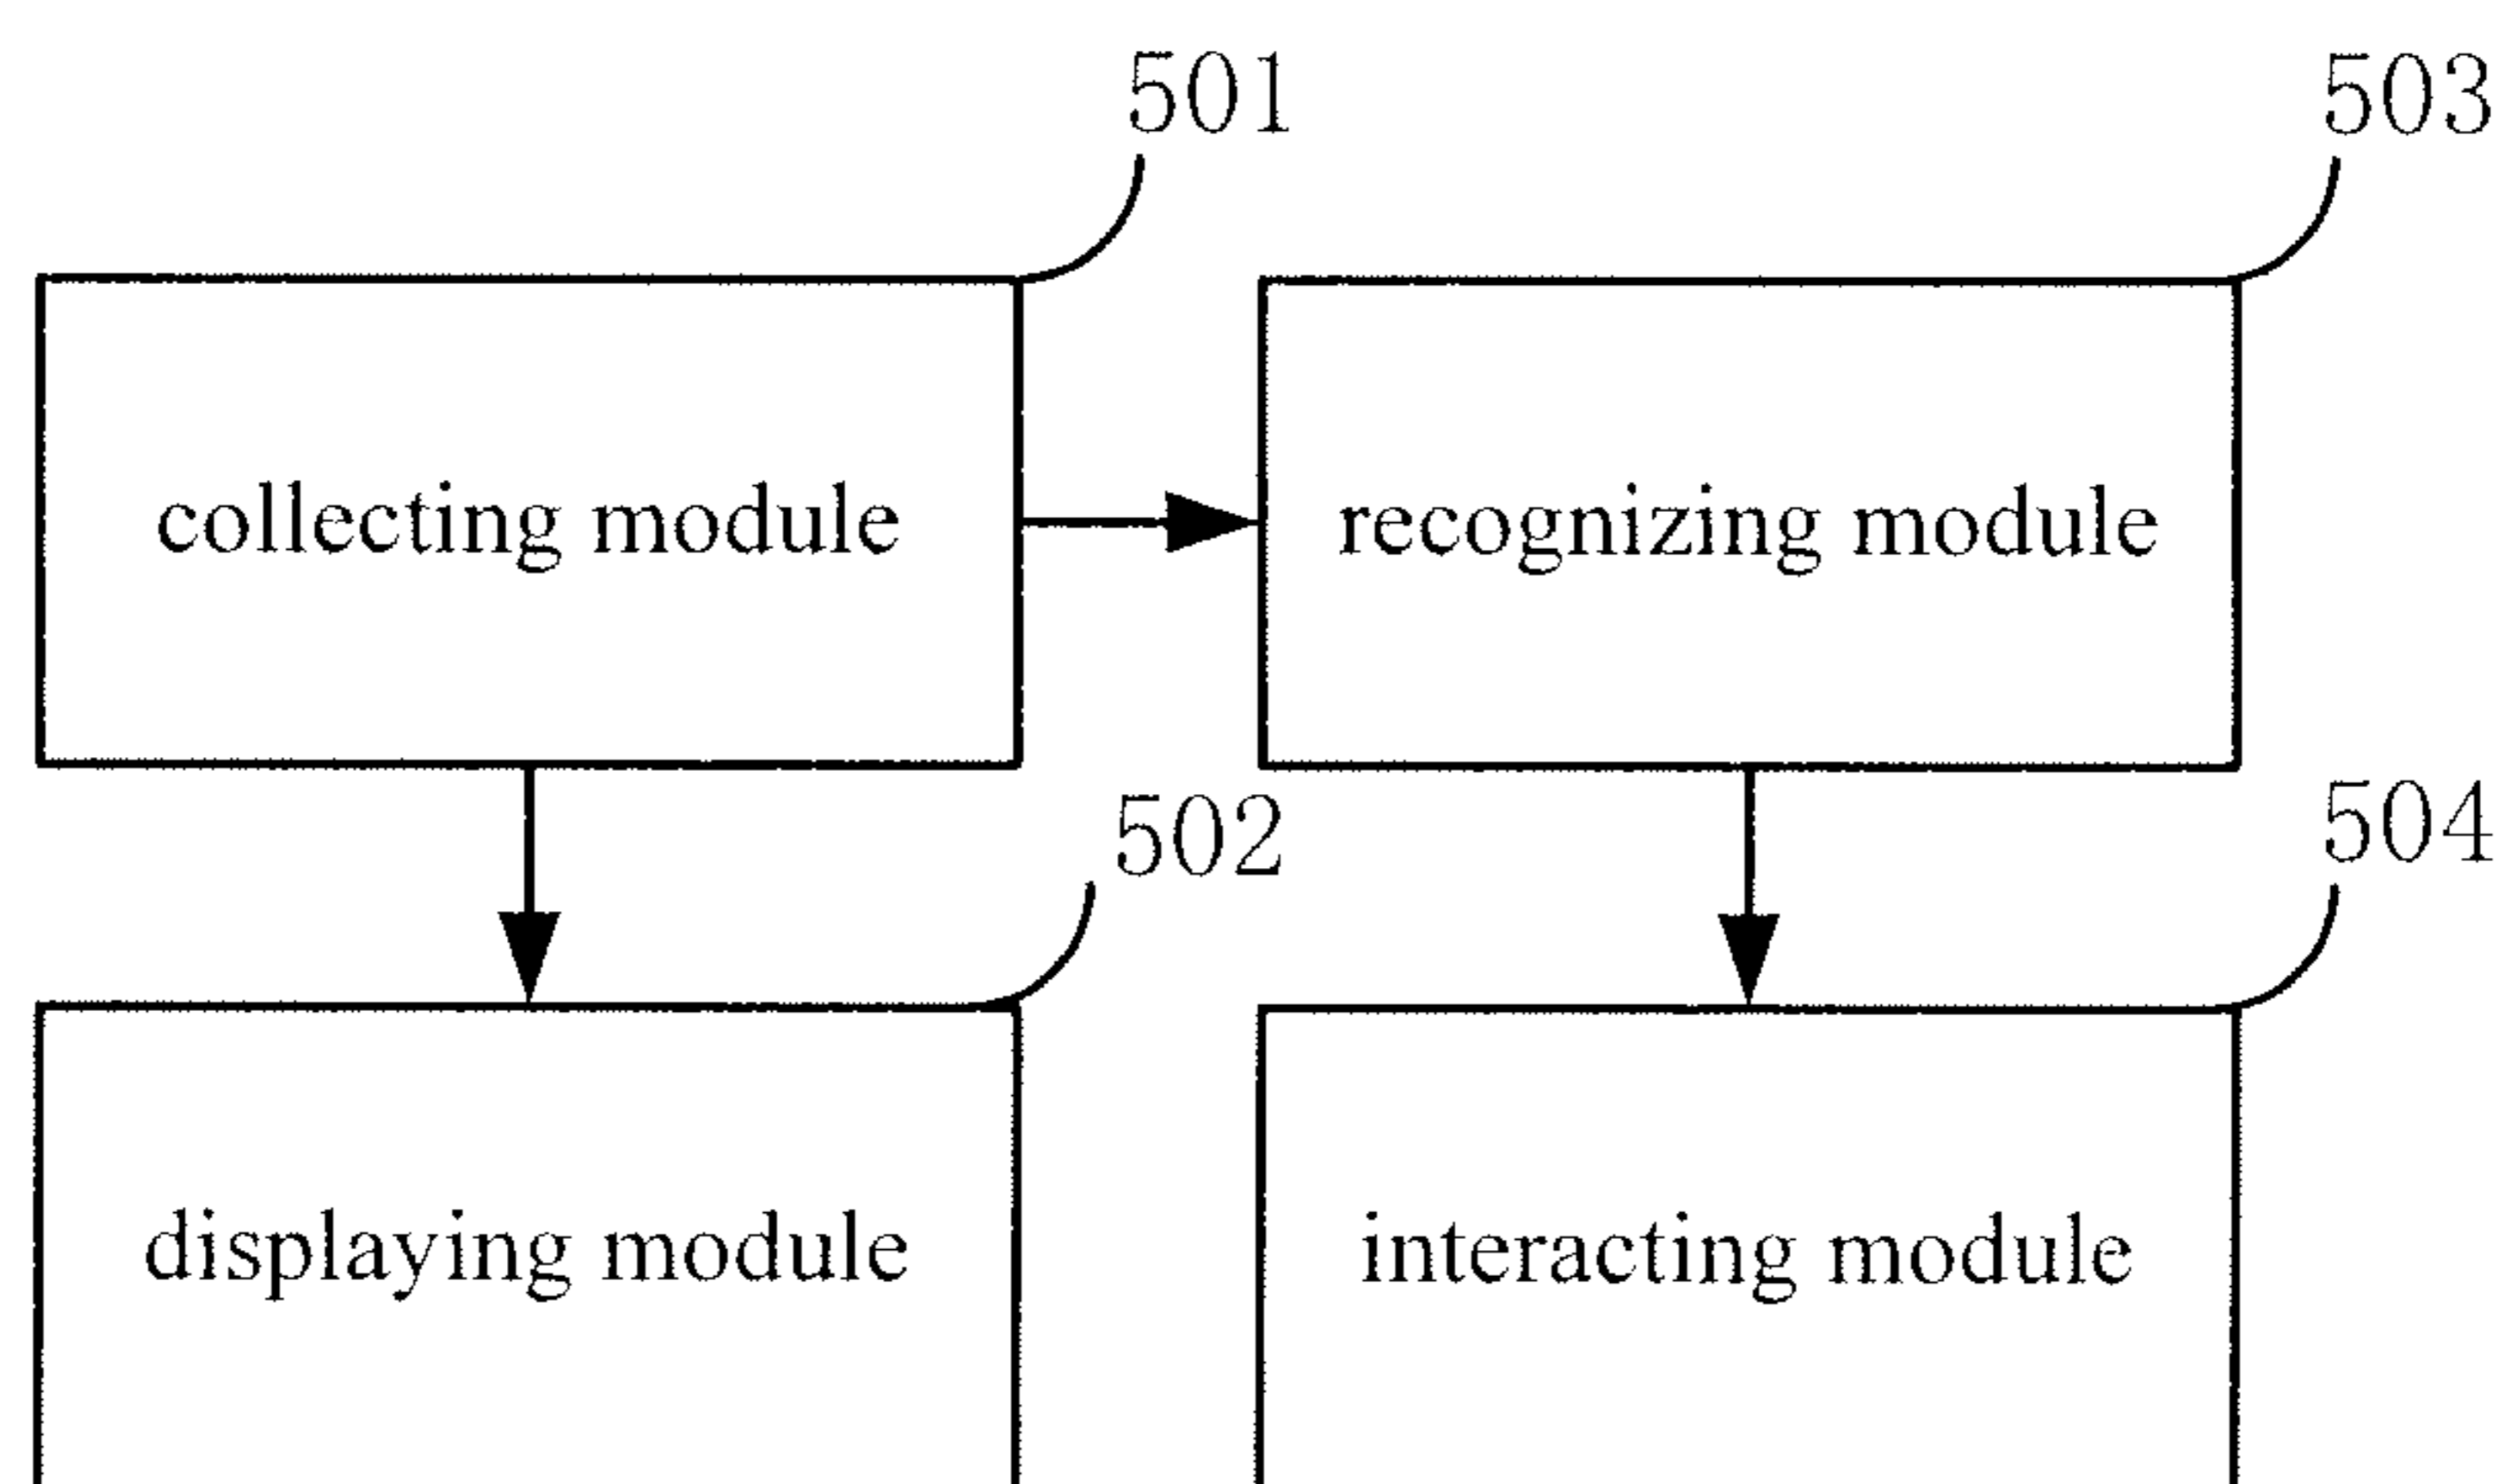 501
503
collecting module
recognizing module
502
504
displaying module
interacting module